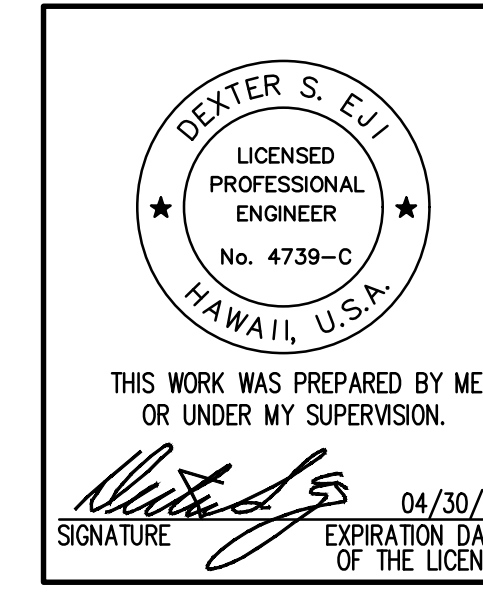 DEXTER S. EJI
LICENSED
PROFESSIONAL
ENGINEER
No. 4739-C
HAWAII, U.S.A.
THIS WORK WAS PREPARED BY ME
OR UNDER MY SUPERVISION.
04/30/
SIGNATURE EXPIRATION DA
OF THE LICEN